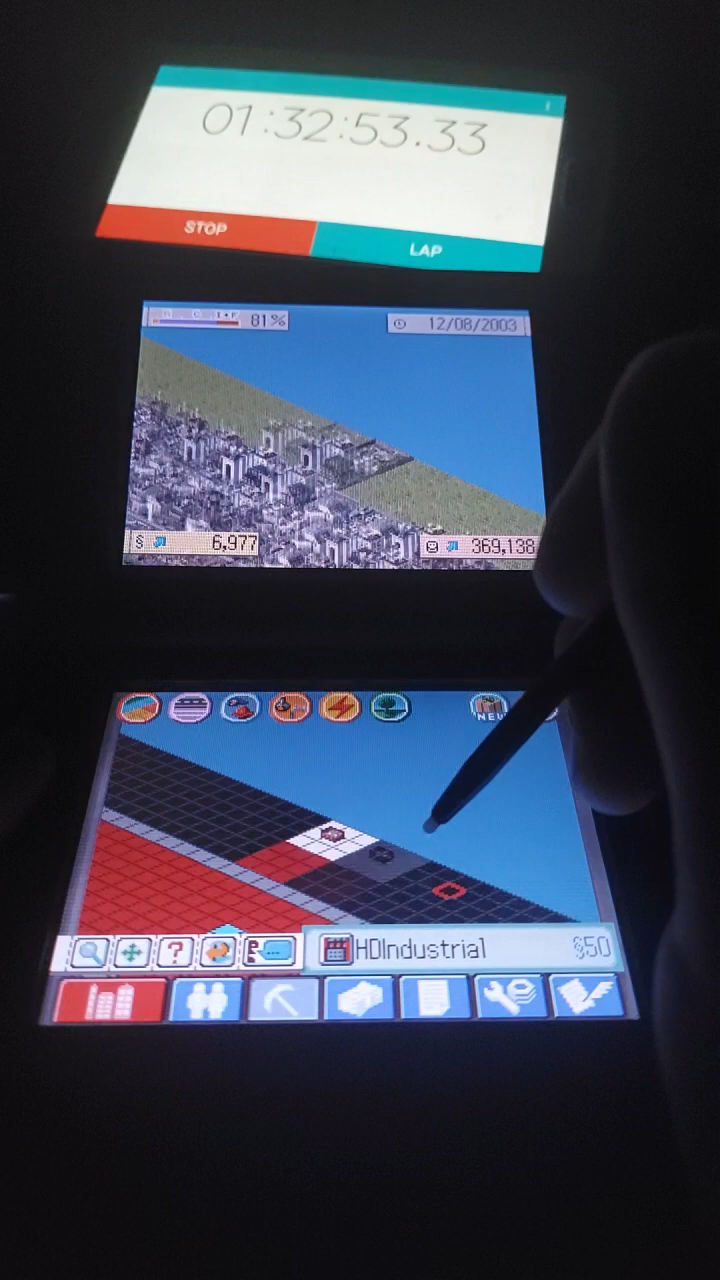 01:32:53.33
STOP
LAP
R C I+F 81%
12/08/2003
§ 6,977
369,138
NEW
?
HDIndustrial §50